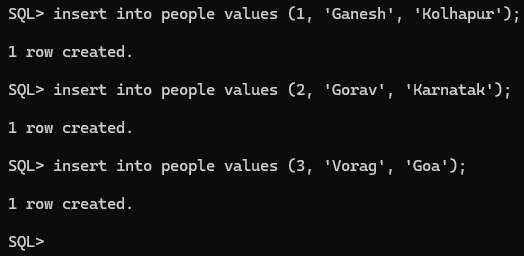 SQL> insert into people values (1, 'Ganesh', 'Kolhapur');
1 row created.
SQL> insert into people values (2, 'Gorav', 'Karnatak');
1 row created.
SQL> insert into people values (3, 'Vorag', 'Goa');
1 row created.
SQL>